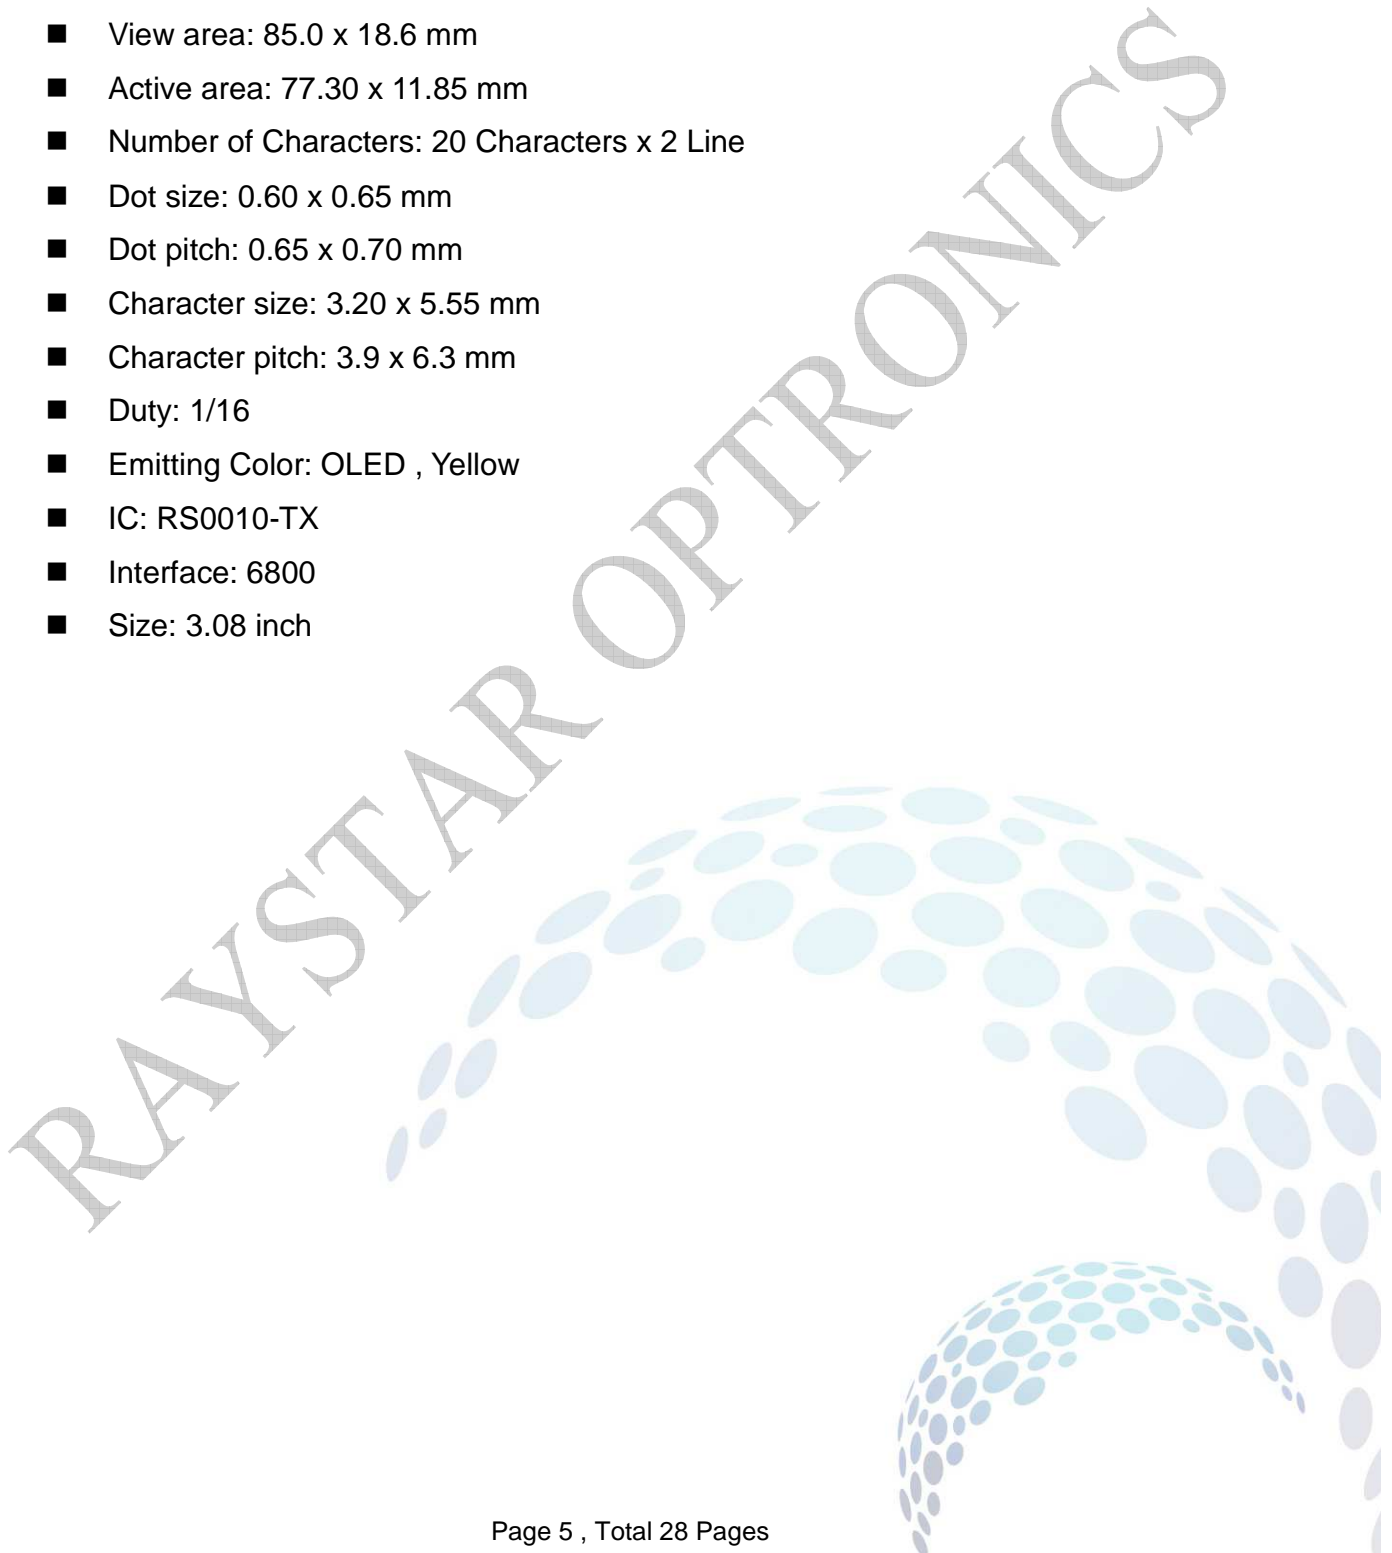 ■ View area: 85.0 x 18.6 mm
■ Active area: 77.30 x 11.85 mm
■ Number of Characters: 20 Characters x 2 Line
■ Dot size: 0.60 x 0.65 mm
■ Dot pitch: 0.65 x 0.70 mm
■ Character size: 3.20 x 5.55 mm
■ Character pitch: 3.9 x 6.3 mm
■ Duty: 1/16
■ Emitting Color: OLED , Yellow
■ IC: RS0010-TX
■ Interface: 6800
■ Size: 3.08 inch
RAYSTAR OPTRONICS
Page 5 , Total 28 Pages